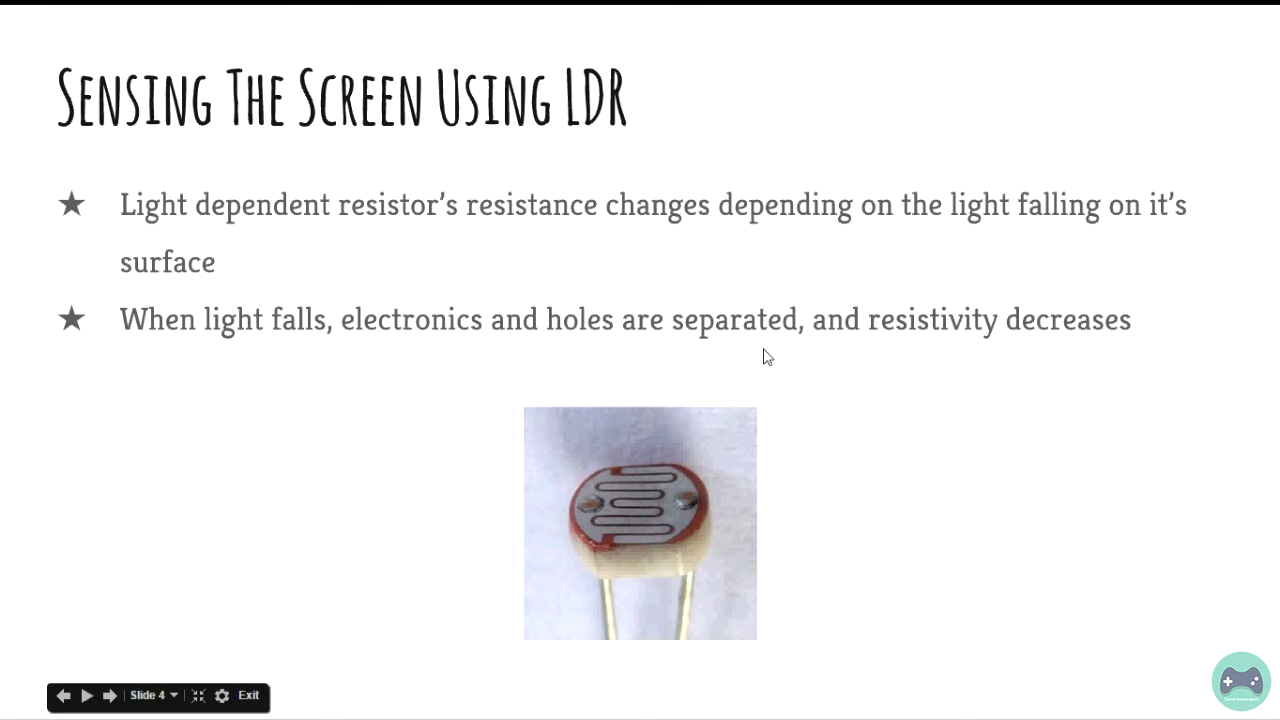 Sensing The Screen Using LDR
★ Light dependent resistor’s resistance changes depending on the light falling on it’s
surface
★ When light falls, electronics and holes are separated, and resistivity decreases
Slide 4
Exit